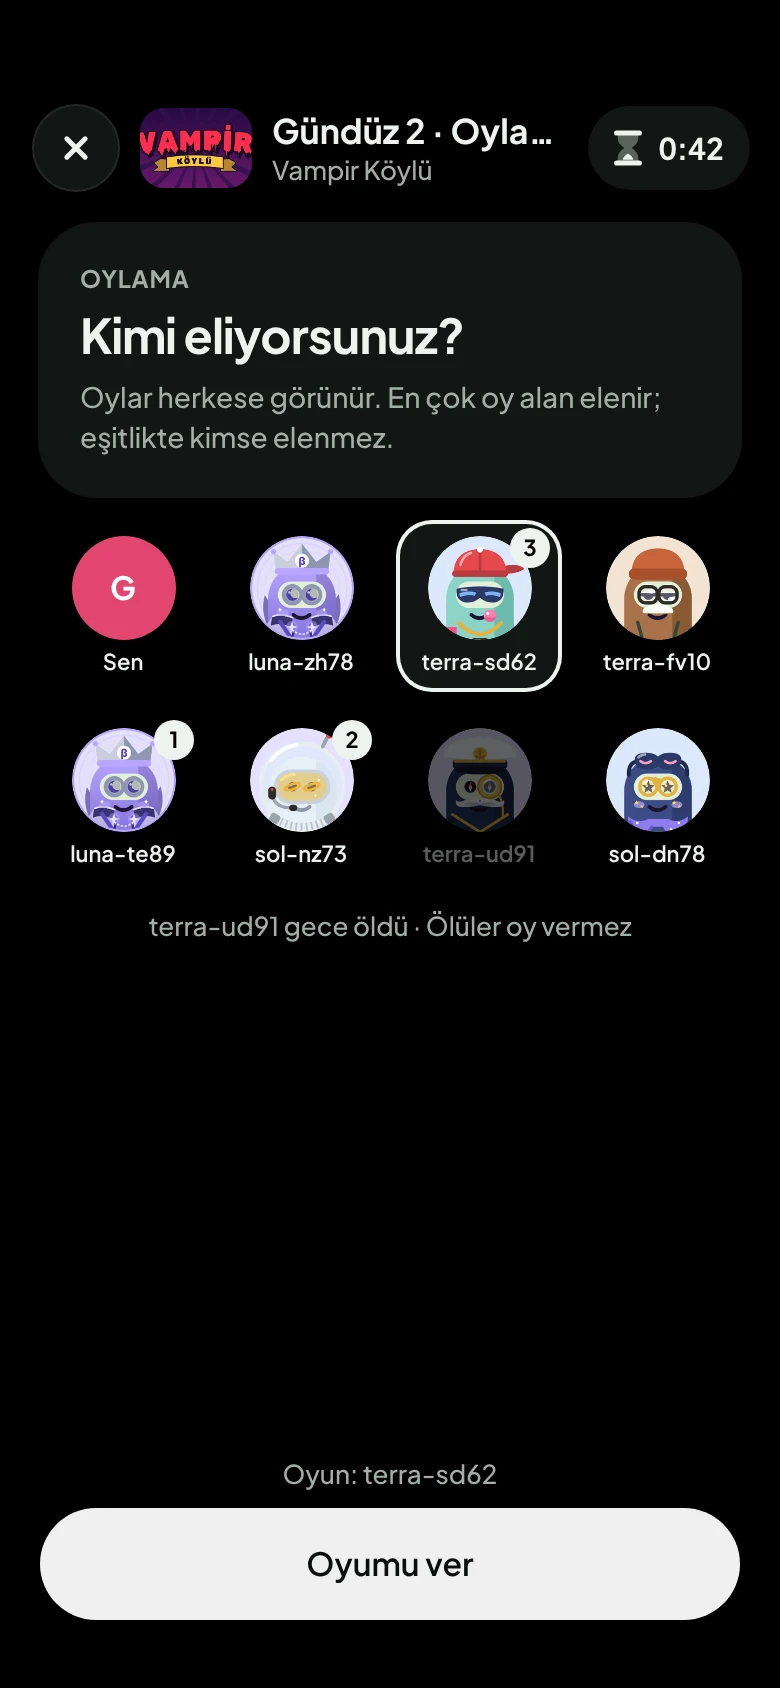 Gündüz 2 · Oyla...
VAMPİR
KÖYLÜ
Vampir Köylü
0:42
OYLAMA
Kimi eliyorsunuz?
Oylar herkese görünür. En çok oy alan elenir;
eşitlikte kimse elenmez.
G
β
3
Sen
luna-zh78
terra-sd62
terra-fv10
β
1
2
luna-te89
sol-nz73
terra-ud91
sol-dn78
terra-ud91 gece öldü · Ölüler oy vermez
Oyun: terra-sd62
Oyumu ver